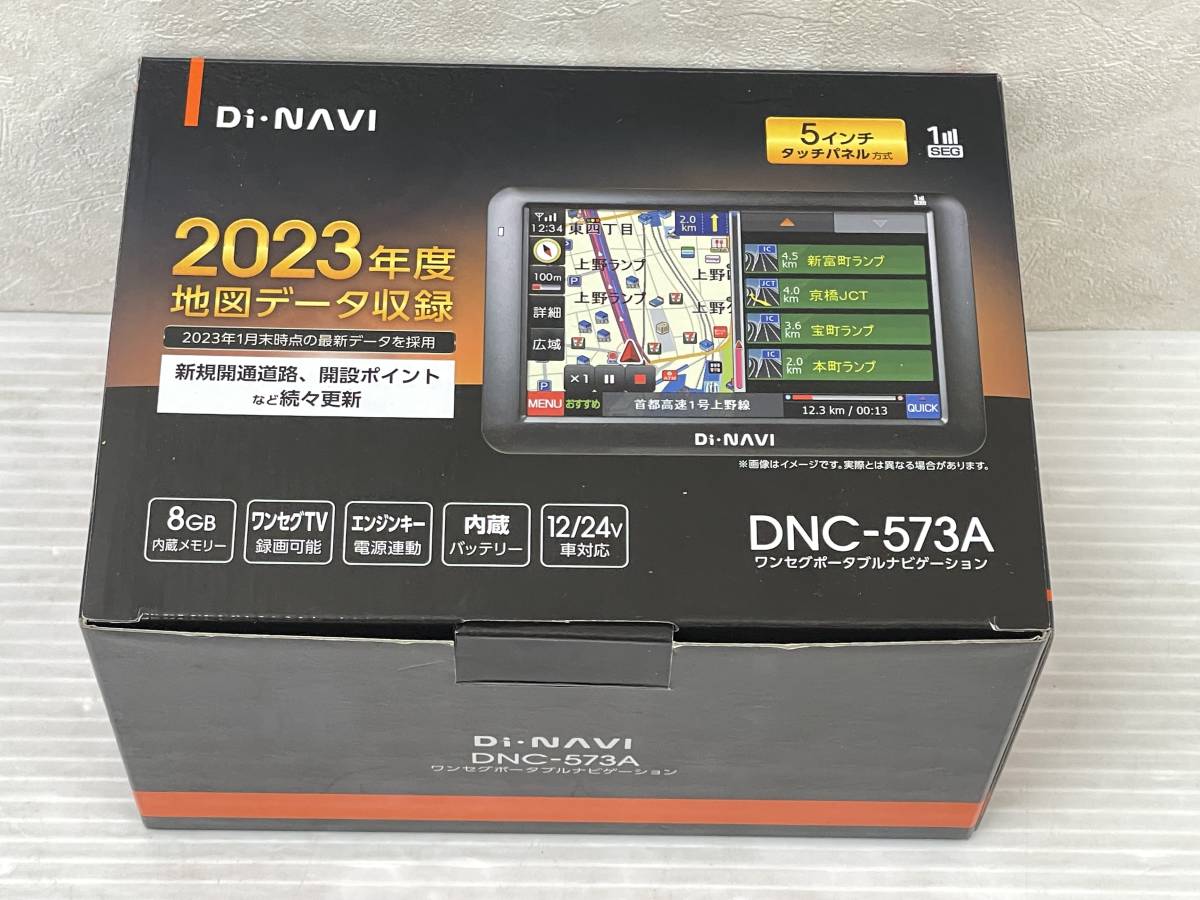 Di・NAVI
5インチ
タッチパネル方式
1
SEG
2023年度
地図データ収録
2023年1月末時点の最新データを採用
新規開通道路、開設ポイント
など続々更新
12:34
100m
詳細
広域
MENU
東四丁目
上野ランプ
上野ランプ
2.0
km
×1
おすすめ
首都高速1号上野線
IC
4.5
km
新富町ランプ
JCT
4.0
km
京橋JCT
IC
3.6
km
宝町ランプ
IC
2.0
km
本町ランプ
12.3 km / 00:13
QUICK
Di・NAVI
※画像はイメージです。実際とは異なる場合があります。
8GB
内蔵メモリー
ワンセグTV
録画可能
エンジンキー
電源連動
内蔵
バッテリー
12/24V
車対応
DNC-573A
ワンセグポータブルナビゲーション
Di・NAVI
DNC-573A
ワンセグポータブルナビゲーション